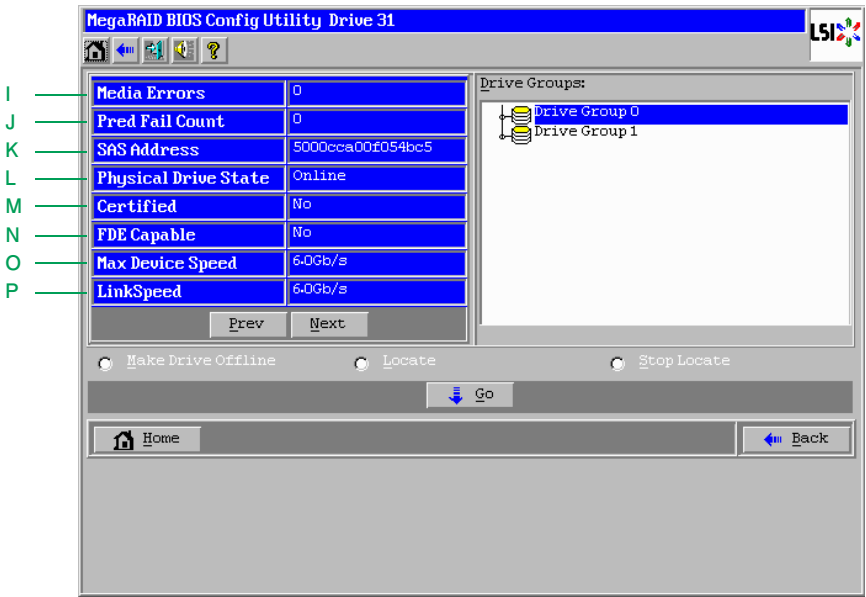 MegaRAID BIOS Config Utility Drive 31
LSI
I Media Errors 0
J Pred Fail Count 0
K SAS Address 5000cca00f054bc5
L Physical Drive State Online
M Certified No
N FDE Capable No
O Max Device Speed 6.0Gb/s
P LinkSpeed 6.0Gb/s
Prev Next
Drive Groups:
Drive Group 0
Drive Group 1
Make Drive Offline Locate Stop Locate
Go
Home Back